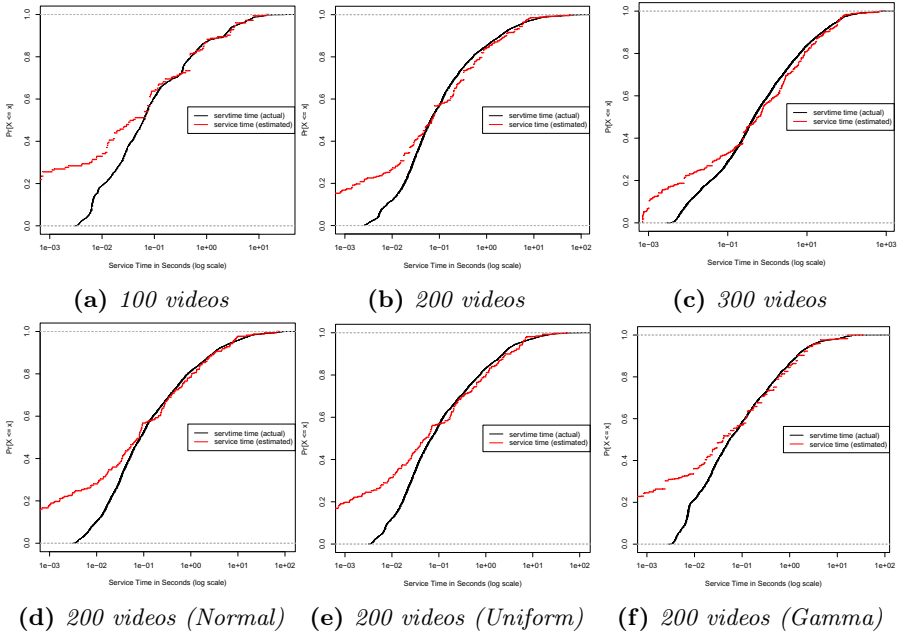 Pr[X <= x]
1.0
0.8
0.6
0.4
0.2
0.0
servtime time (actual)
service time (estimated)
1e−03 1e−02 1e−01 1e+00 1e+01
Service Time in Seconds (log scale)
(a) 100 videos
Pr[X <= x]
1.0
0.8
0.6
0.4
0.2
0.0
servtime time (actual)
service time (estimated)
1e−03 1e−02 1e−01 1e+00 1e+01 1e+02
Service Time in Seconds (log scale)
(b) 200 videos
Pr[X <= x]
1.0
0.8
0.6
0.4
0.2
0.0
servtime time (actual)
service time (estimated)
1e−03 1e−01 1e+01 1e+03
Service Time in Seconds (log scale)
(c) 300 videos
Pr[X <= x]
1.0
0.8
0.6
0.4
0.2
0.0
servtime time (actual)
service time (estimated)
1e−03 1e−02 1e−01 1e+00 1e+01 1e+02
Service Time in Seconds (log scale)
(d) 200 videos (Normal)
Pr[X <= x]
1.0
0.8
0.6
0.4
0.2
0.0
servtime time (actual)
service time (estimated)
1e−03 1e−02 1e−01 1e+00 1e+01 1e+02
Service Time in Seconds (log scale)
(e) 200 videos (Uniform)
Pr[X <= x]
1.0
0.8
0.6
0.4
0.2
0.0
servtime time (actual)
service time (estimated)
1e−03 1e−02 1e−01 1e+00 1e+01 1e+02
Service Time in Seconds (log scale)
(f) 200 videos (Gamma)